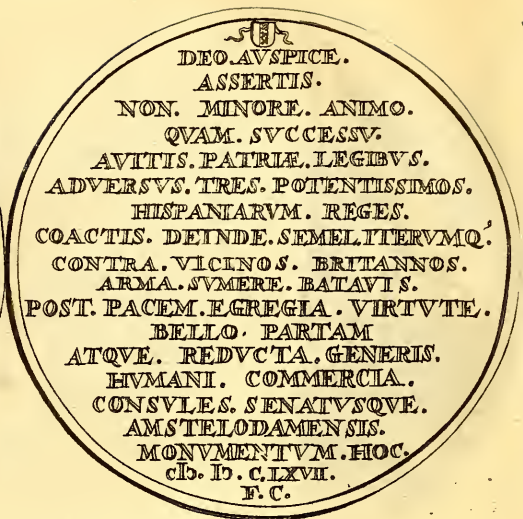 DEO.AVSPICE.
ASSERTIS.
NON. MINORE. ANIMO.
QVAM. SVCCESSV.
AVITIS. PATRIÆ. LEGIBVS.
ADVERSVS. TRES. POTENTISSIMOS.
HISPANIARVM. REGES.
COACTIS. DEINDE. SEMEL.ITERVMQ'.
CONTRA. VICINOS. BRITANNOS.
ARMA. SVMERE. BATAVIS.
POST. PACEM. EGREGIA. VIRTVTE.
BELLO. PARTAM
ATQVE. REDVCTA. GENERIS.
HVMANI. COMMERCIA.
CONSVLES. SENATVSQVE.
AMSTELODAMENSIS.
MONVMENTVM. HOC.
cIɔ. Iɔ. C.LXVII.
F. C.